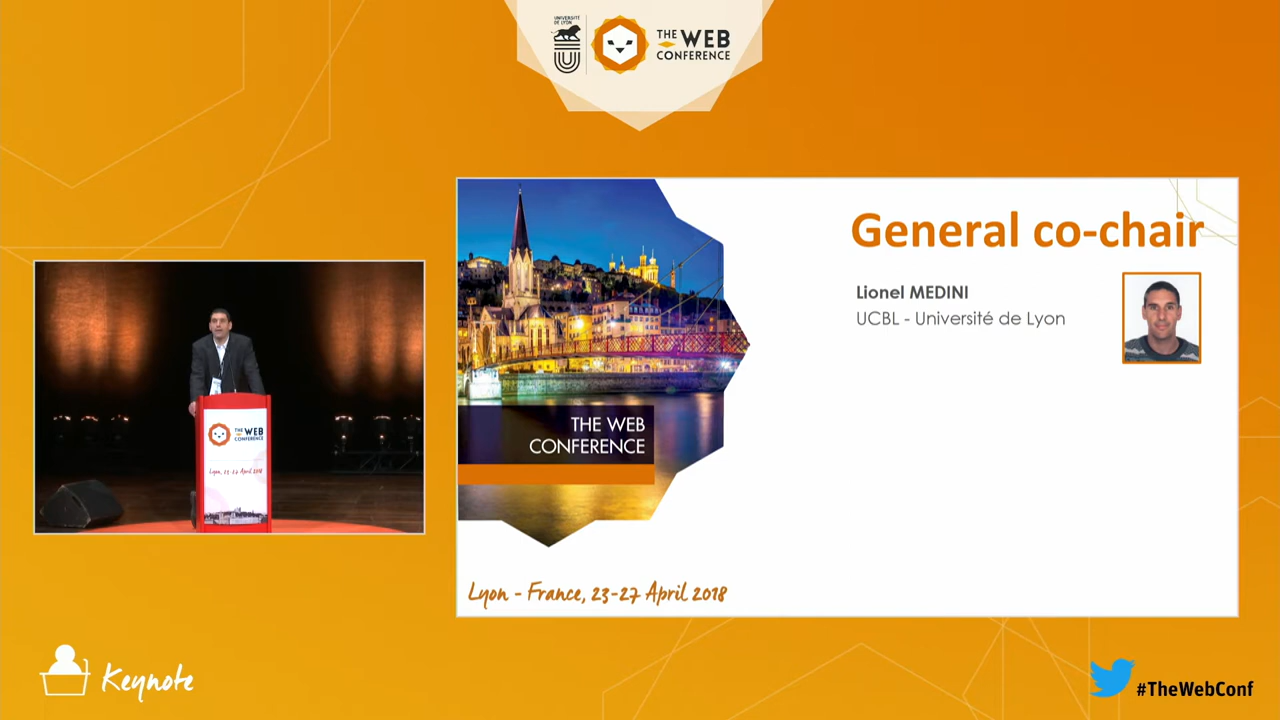 UNIVERSITÉ
DE LYON
THE WEB
CONFERENCE
General co-chair
Lionel MEDINI
UCBL - Université de Lyon
THE WEB
CONFERENCE
THE WEB
CONFERENCE
Lyon, 23-27 April 2018
Lyon - France, 23-27 April 2018
Keynote
#TheWebConf